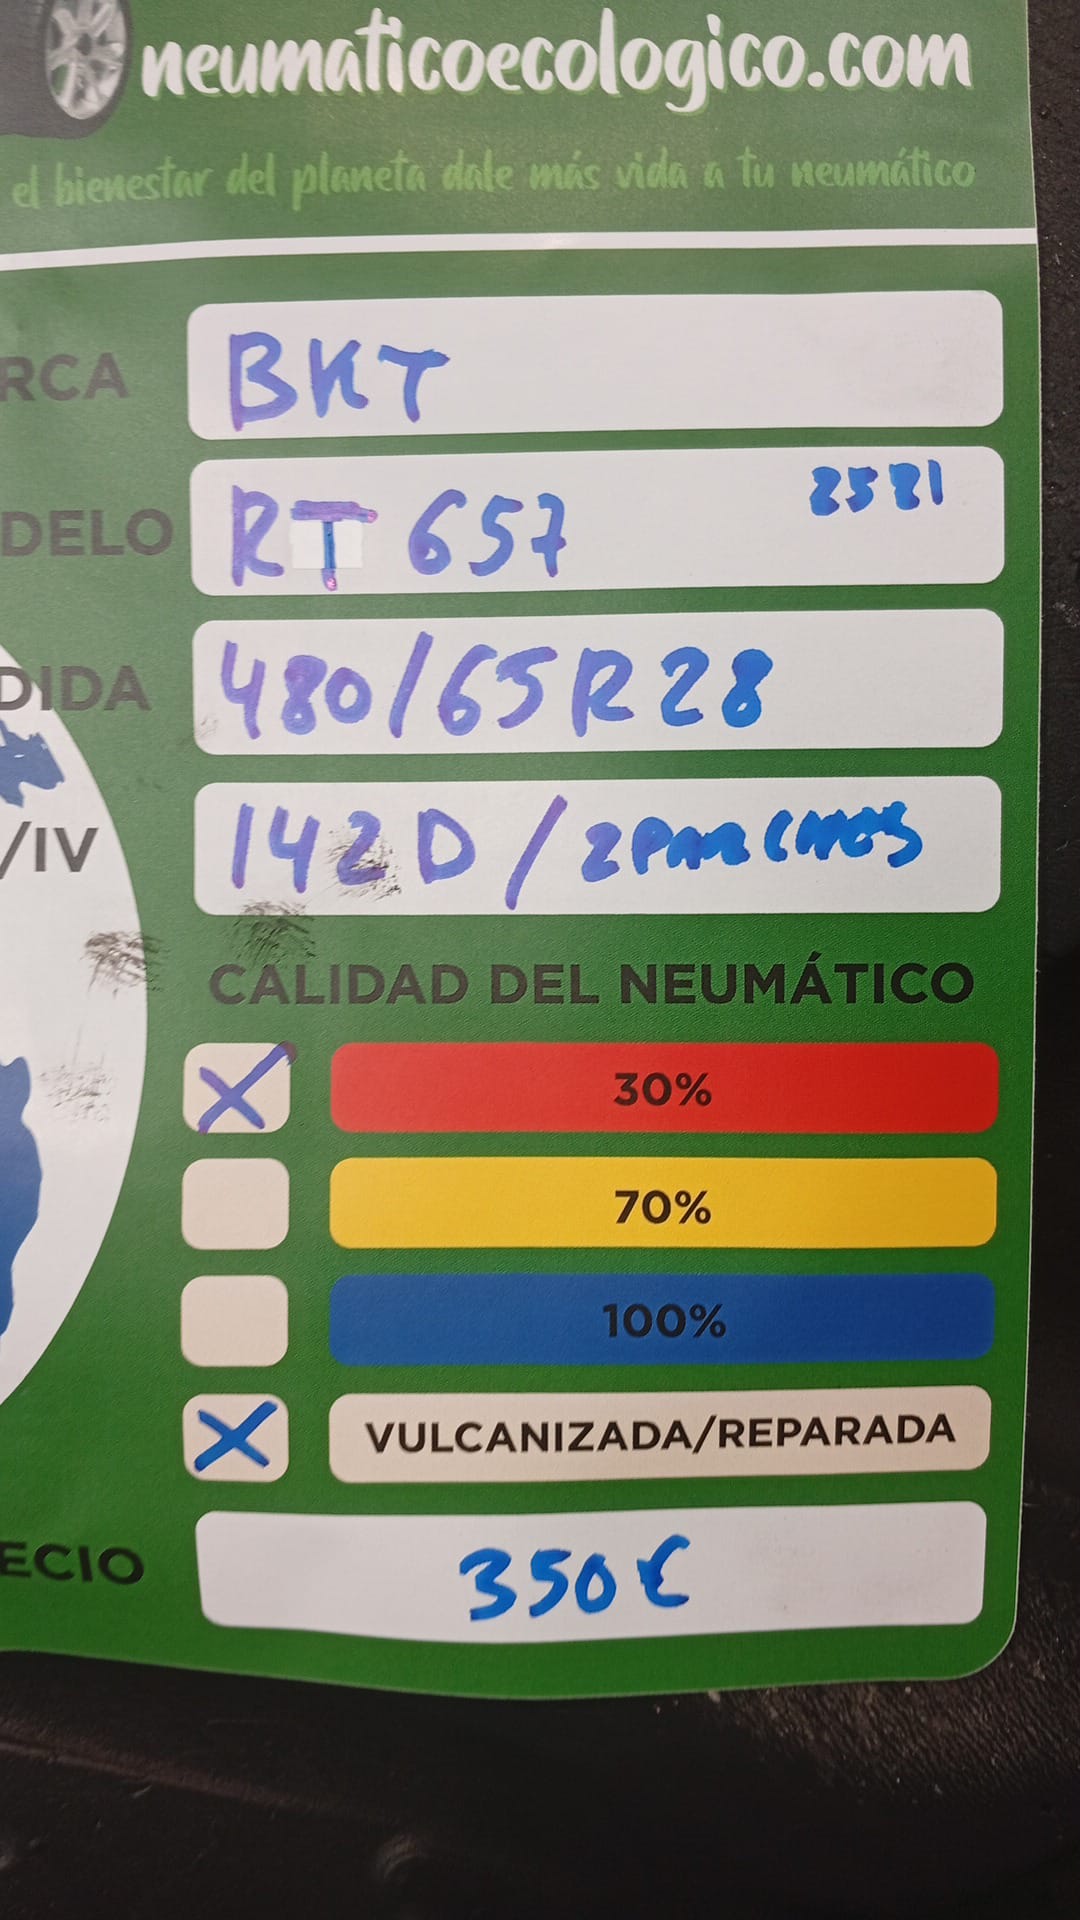 neumaticoecologico.com
el bienestar del planeta dale más vida a tu neumático
RCA BKT
DELO RT 657 2521
DIDA 480/65R28
/IV 142D / 2 PARCHES
CALIDAD DEL NEUMÁTICO
X 30%
70%
100%
X VULCANIZADA/REPARADA
ECIO 350€